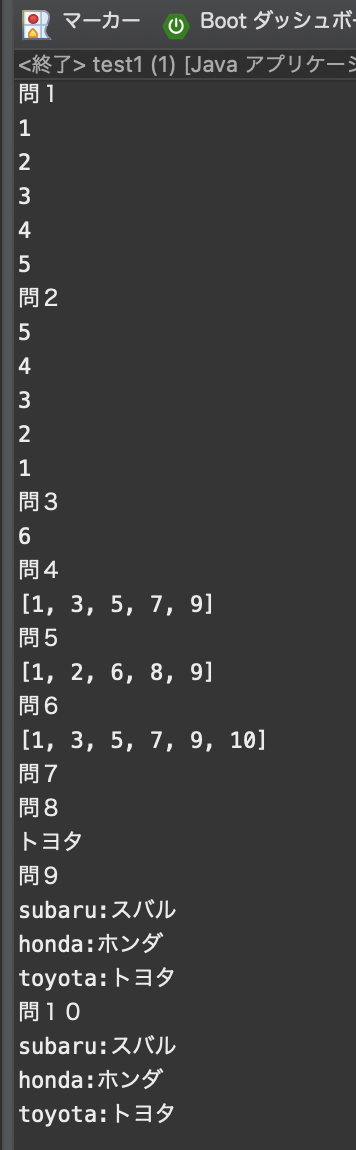 マーカー Boot ダッシュボー
<終了> test1 (1) [Java アプリケーシ
問１
1
2
3
4
5
問２
5
4
3
2
1
問３
6
問４
[1, 3, 5, 7, 9]
問５
[1, 2, 6, 8, 9]
問６
[1, 3, 5, 7, 9, 10]
問７
問８
トヨタ
問９
subaru:スバル
honda:ホンダ
toyota:トヨタ
問１０
subaru:スバル
honda:ホンダ
toyota:トヨタ